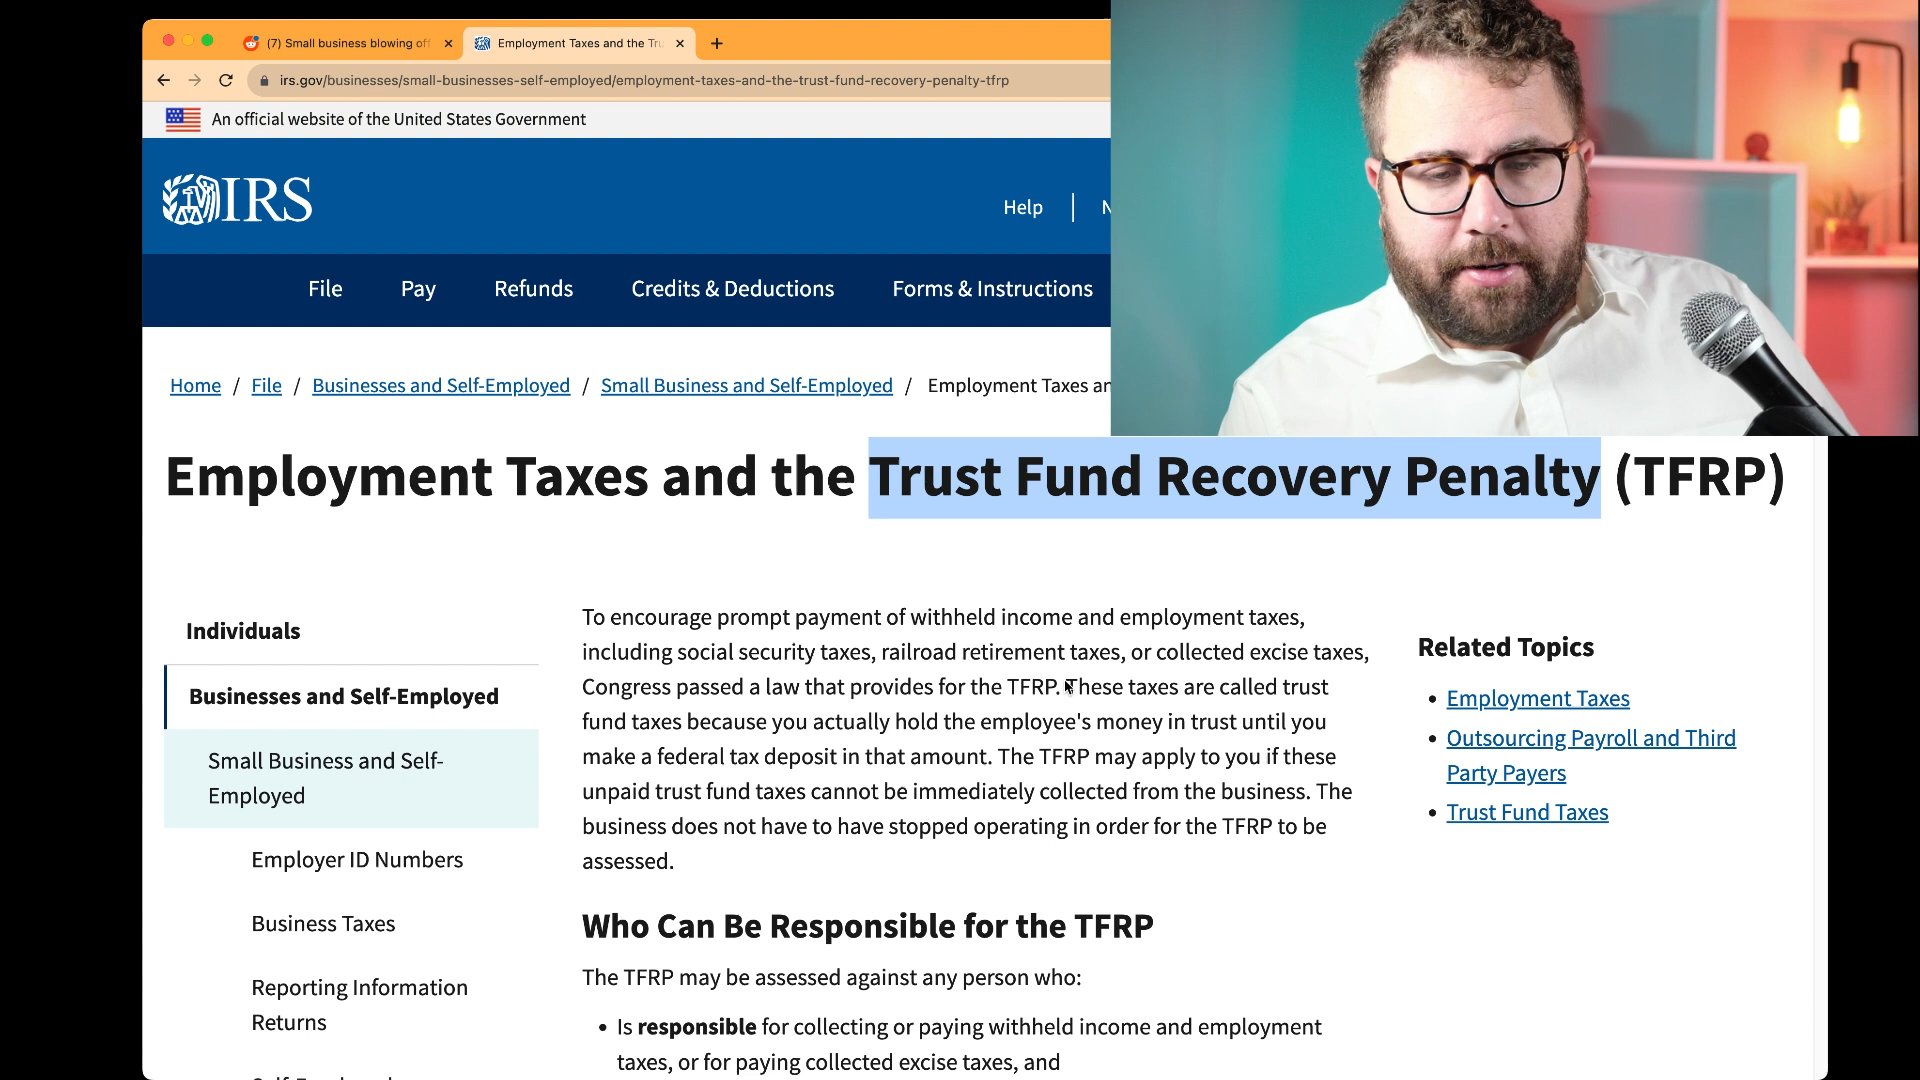 (7) Small business blowing off
Employment Taxes and the Tru
irs.gov/businesses/small-businesses-self-employed/employment-taxes-and-the-trust-fund-recovery-penalty-tfrp
An official website of the United States Government
IRS
Help
N
File Pay Refunds Credits & Deductions Forms & Instructions
Home / File / Businesses and Self-Employed / Small Business and Self-Employed / Employment Taxes an
Employment Taxes and the Trust Fund Recovery Penalty (TFRP)
Individuals
Businesses and Self-Employed
Small Business and Self-
Employed
Employer ID Numbers
Business Taxes
Reporting Information
Returns
To encourage prompt payment of withheld income and employment taxes,
including social security taxes, railroad retirement taxes, or collected excise taxes,
Congress passed a law that provides for the TFRP. These taxes are called trust
fund taxes because you actually hold the employee's money in trust until you
make a federal tax deposit in that amount. The TFRP may apply to you if these
unpaid trust fund taxes cannot be immediately collected from the business. The
business does not have to have stopped operating in order for the TFRP to be
assessed.
Who Can Be Responsible for the TFRP
The TFRP may be assessed against any person who:
• Is responsible for collecting or paying withheld income and employment
taxes, or for paying collected excise taxes, and
Related Topics
• Employment Taxes
• Outsourcing Payroll and Third
Party Payers
• Trust Fund Taxes